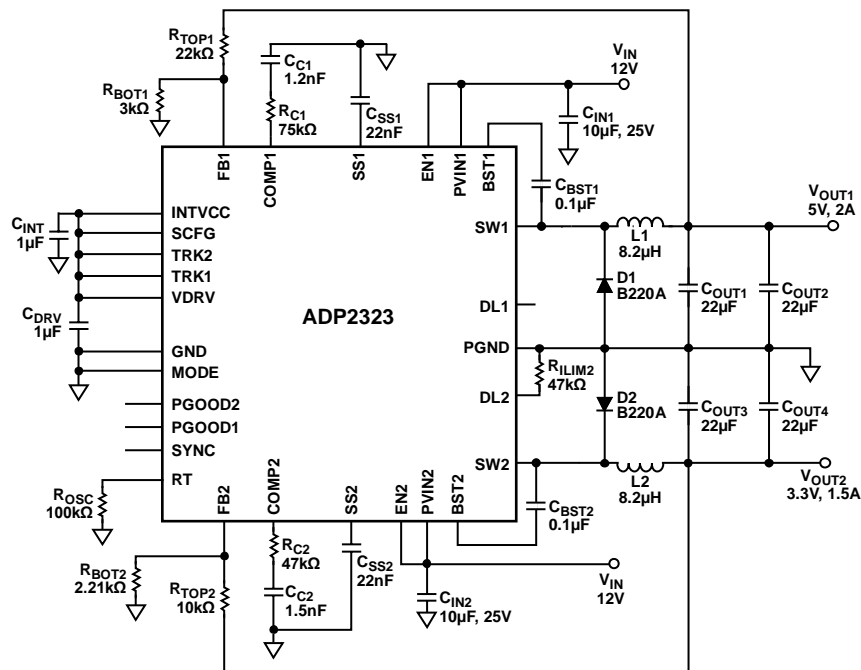 RTOP1
22kΩ
CC1
1.2nF
VIN
12V
RBOT1
3kΩ
RC1
75kΩ
CSS1
22nF
CIN1
10µF, 25V
FB1
COMP1
SS1
EN1
PVIN1
BST1
CBST1
0.1µF
INTVCC
SCFG
TRK2
TRK1
VDRV
GND
MODE
PGOOD2
PGOOD1
SYNC
RT
CINT
1µF
CDRV
1µF
ROSC
100kΩ
ADP2323
SW1
DL1
PGND
DL2
SW2
L1
8.2µH
VOUT1
5V, 2A
D1
B220A
COUT1
22µF
COUT2
22µF
RILIM2
47kΩ
D2
B220A
COUT3
22µF
COUT4
22µF
L2
8.2µH
VOUT2
3.3V, 1.5A
FB2
COMP2
SS2
EN2
PVIN2
BST2
CBST2
0.1µF
RBOT2
2.21kΩ
RTOP2
10kΩ
RC2
47kΩ
CC2
1.5nF
CSS2
22nF
CIN2
10µF, 25V
VIN
12V